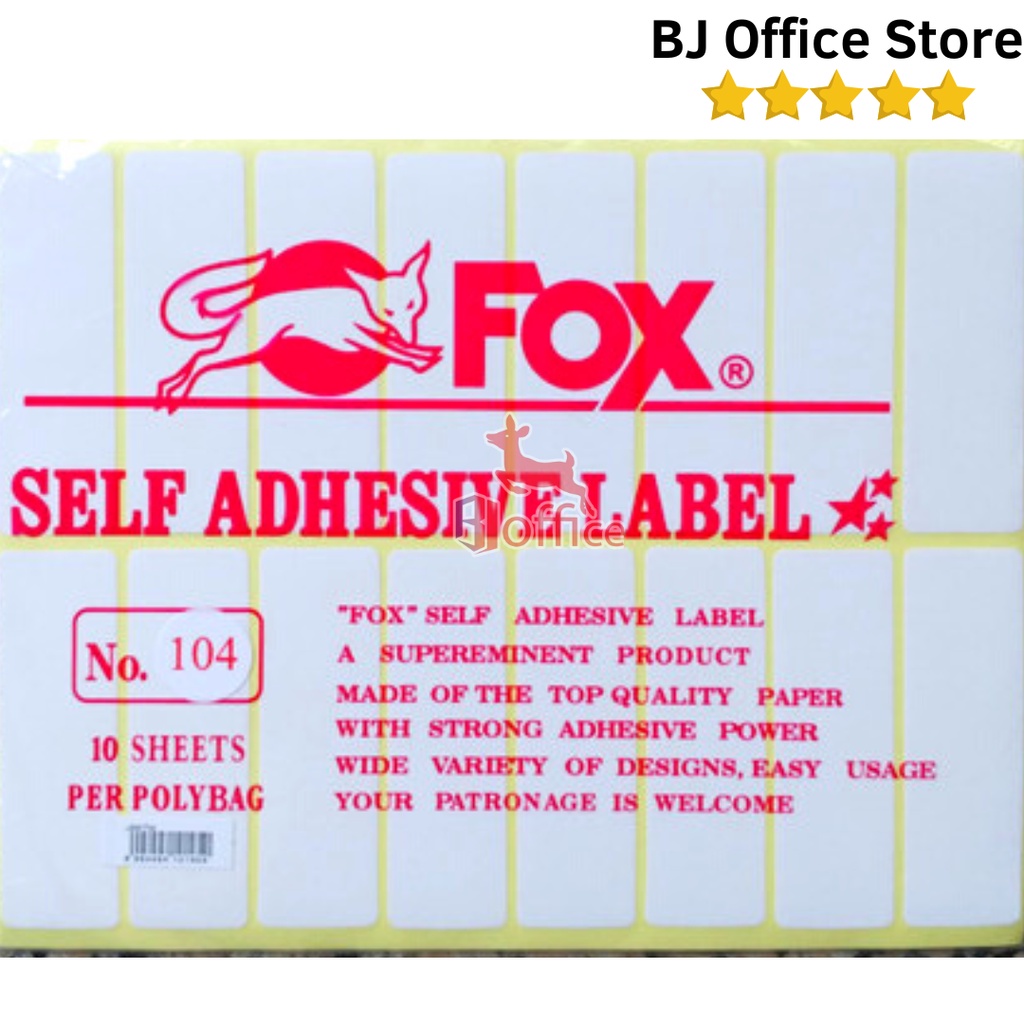 BJ Office Store
FOX ®
SELF ADHESIVE LABEL
BJ office
No. 104
10 SHEETS
PER POLYBAG
"FOX" SELF ADHESIVE LABEL
A SUPEREMINENT PRODUCT
MADE OF THE TOP QUALITY PAPER
WITH STRONG ADHESIVE POWER
WIDE VARIETY OF DESIGNS, EASY USAGE
YOUR PATRONAGE IS WELCOME